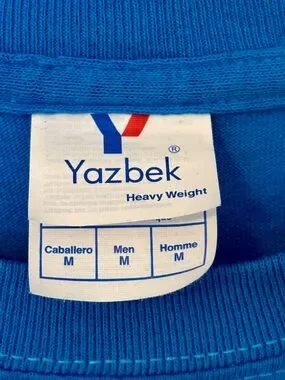 Y
Yazbek ®
Heavy Weight
Caballero Men Homme
M M M